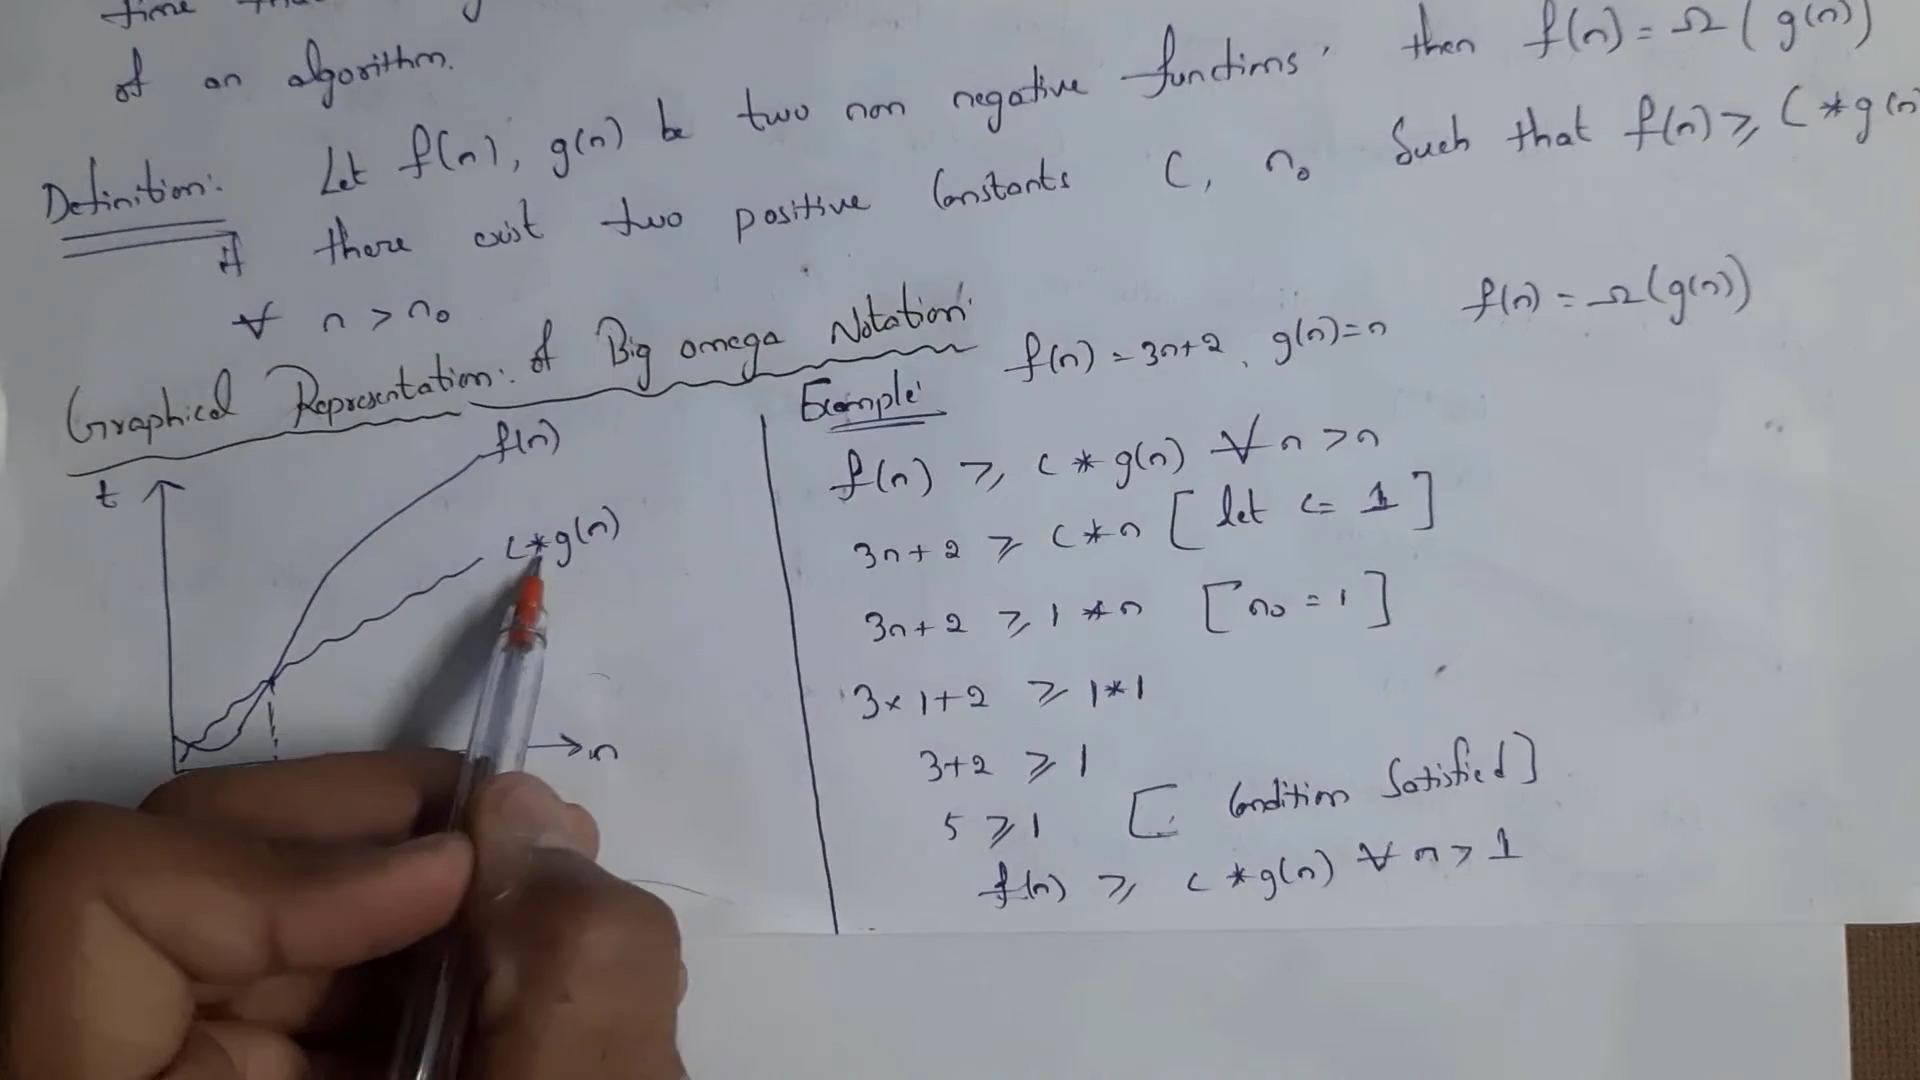 time
of an algorithm.
Definition: Let f(n), g(n) be two non negative functions. then f(n) = Ω(g(n))
if there exist two positive Constants C, n₀ Such that f(n) ≥ C * g(n)
∀ n > n₀
Graphical Representation: of Big omega Notation:
t
f(n)
c*g(n)
n
Example: f(n) = 3n+2, g(n)=n f(n) = Ω(g(n))
f(n) ≥ c * g(n) ∀ n > n
3n+2 ≥ c*n [let c= 1]
3n+2 ≥ 1 * n [n₀ = 1]
3×1+2 ≥ 1*1
3+2 ≥ 1
5 ≥ 1 [Condition Satisfied]
f(n) ≥ c * g(n) ∀ n > 1